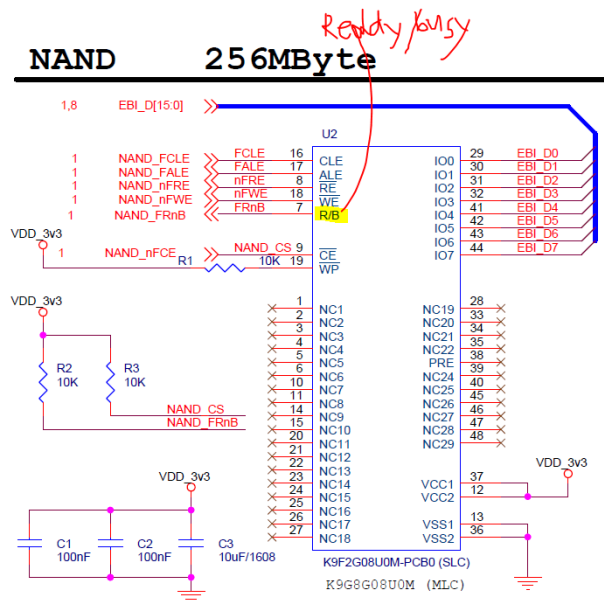 Ready/busy
NAND 256MByte
1,8 EBI_D[15:0]
U2
1 NAND_FCLE FCLE 16 CLE IO0 29 EBI_D0
1 NAND_FALE FALE 17 ALE IO1 30 EBI_D1
1 NAND_nFRE nFRE 8 RE IO2 31 EBI_D2
1 NAND_nFWE nFWE 18 WE IO3 32 EBI_D3
1 NAND_FRnB FRnB 7 R/B IO4 41 EBI_D4
IO5 42 EBI_D5
VDD_3v3 IO6 43 EBI_D6
1 NAND_nFCE NAND_CS 9 CE IO7 44 EBI_D7
R1 10K 19 WP
VDD_3v3
1 NC1 NC19 28
2 NC2 NC20 33
3 NC3 NC21 34
4 NC4 NC22 35
5 NC5 PRE 38
6 NC6 NC24 39
10 NC7 NC25 40
11 NC8 NC26 45
14 NC9 NC27 46
15 NC10 NC28 47
20 NC11 NC29 48
21 NC12
22 NC13
23 NC14
24 NC15
25 NC16
26 NC17
27 NC18
R2 R3
10K 10K
NAND_CS
NAND_FRnB
VDD_3v3
VCC1 37
VCC2 12
VSS1 13
VSS2 36
VDD_3v3
C1 C2 C3
100nF 100nF 10uF/1608
K9F2G08U0M-PCB0 (SLC)
K9G8G08U0M (MLC)